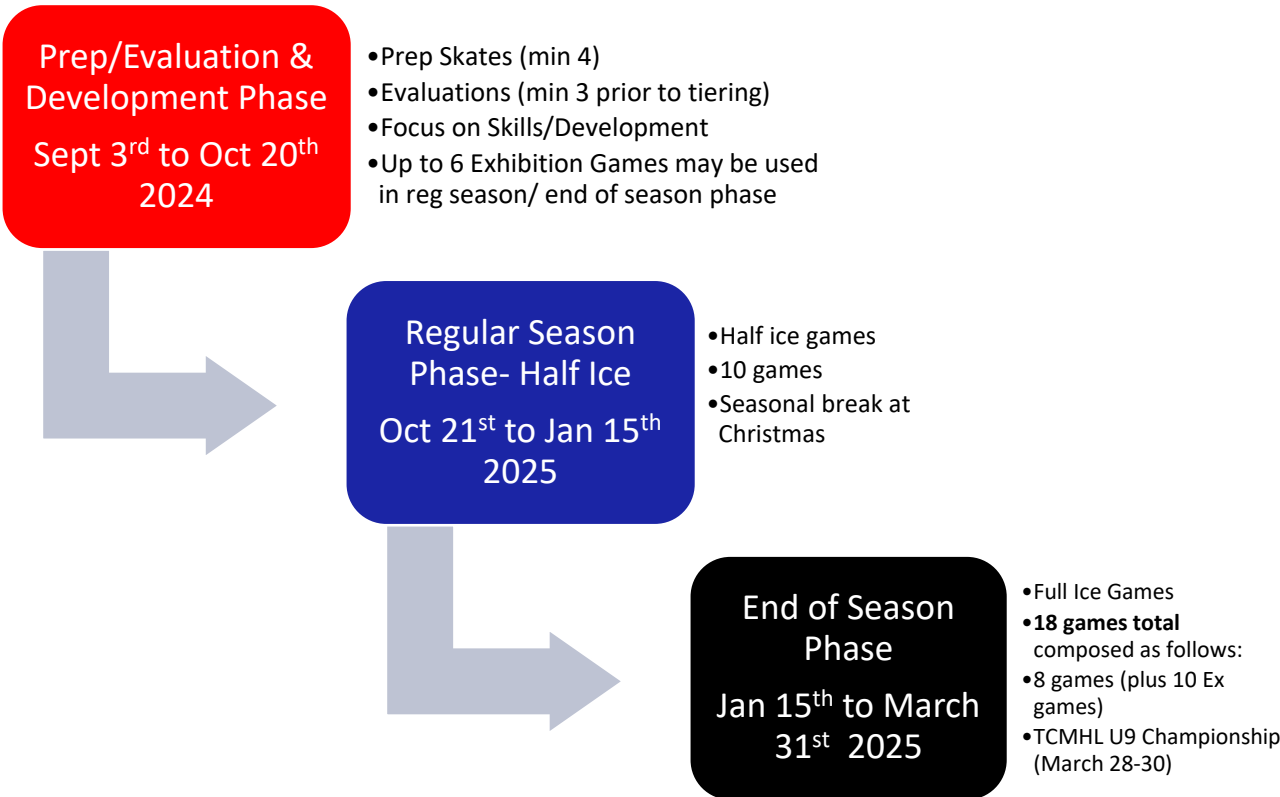 Prep/Evaluation &
Development Phase
Sept 3rd to Oct 20th
2024
•Prep Skates (min 4)
•Evaluations (min 3 prior to tiering)
•Focus on Skills/Development
•Up to 6 Exhibition Games may be used
in reg season/ end of season phase
Regular Season
Phase- Half Ice
Oct 21st to Jan 15th
2025
•Half ice games
•10 games
•Seasonal break at
Christmas
End of Season
Phase
Jan 15th to March
31st 2025
•Full Ice Games
•18 games total
composed as follows:
•8 games (plus 10 Ex
games)
•TCMHL U9 Championship
(March 28-30)